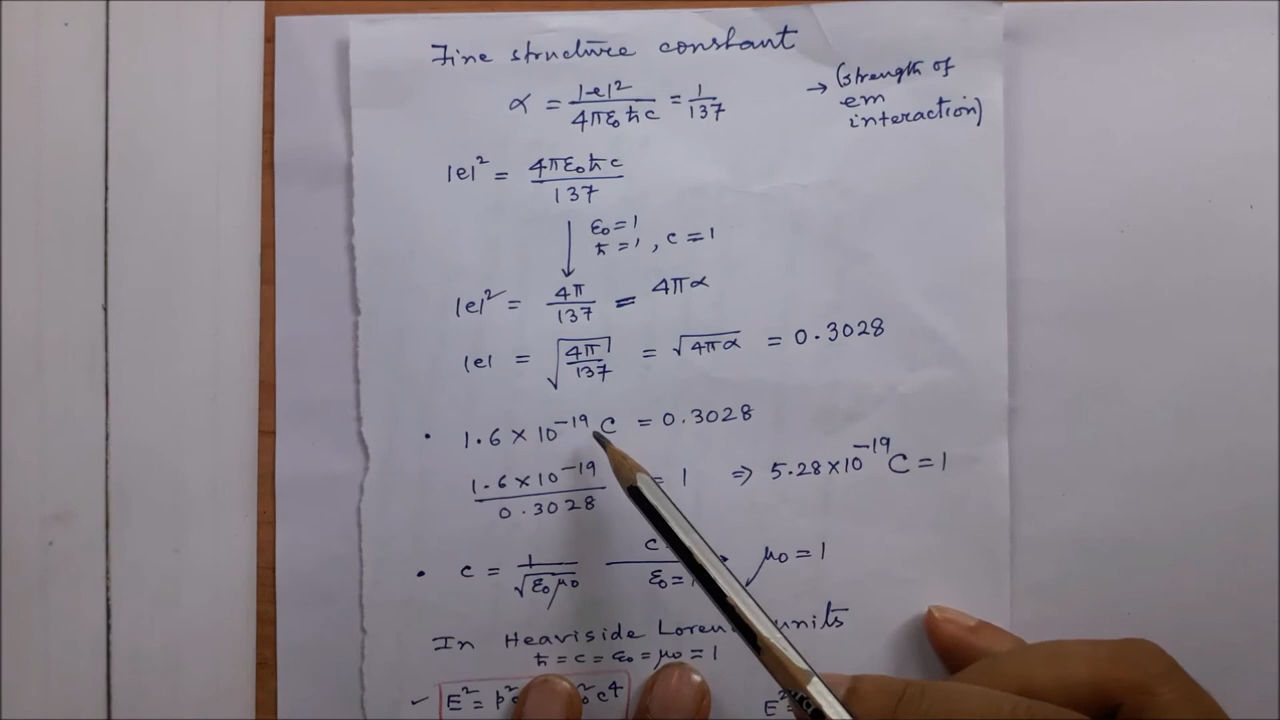 Fine structure constant
α = |e|² / 4πε₀ħc = 1/137 → (strength of em interaction)
|e|² = 4πε₀ħc / 137
↓ ε₀=1
ħ=1, c=1
|e|² = 4π/137 = 4πα
|e| = √(4π/137) = √4πα = 0.3028
• 1.6 × 10⁻¹⁹ C = 0.3028
1.6 × 10⁻¹⁹ / 0.3028 = 1 ⇒ 5.28×10⁻¹⁹ C = 1
• c = 1/√ε₀μ₀ c ε₀=1 → μ₀ = 1
In Heaviside units
ħ = c = ε₀ = μ₀ = 1
E² = p²c⁴ E²=